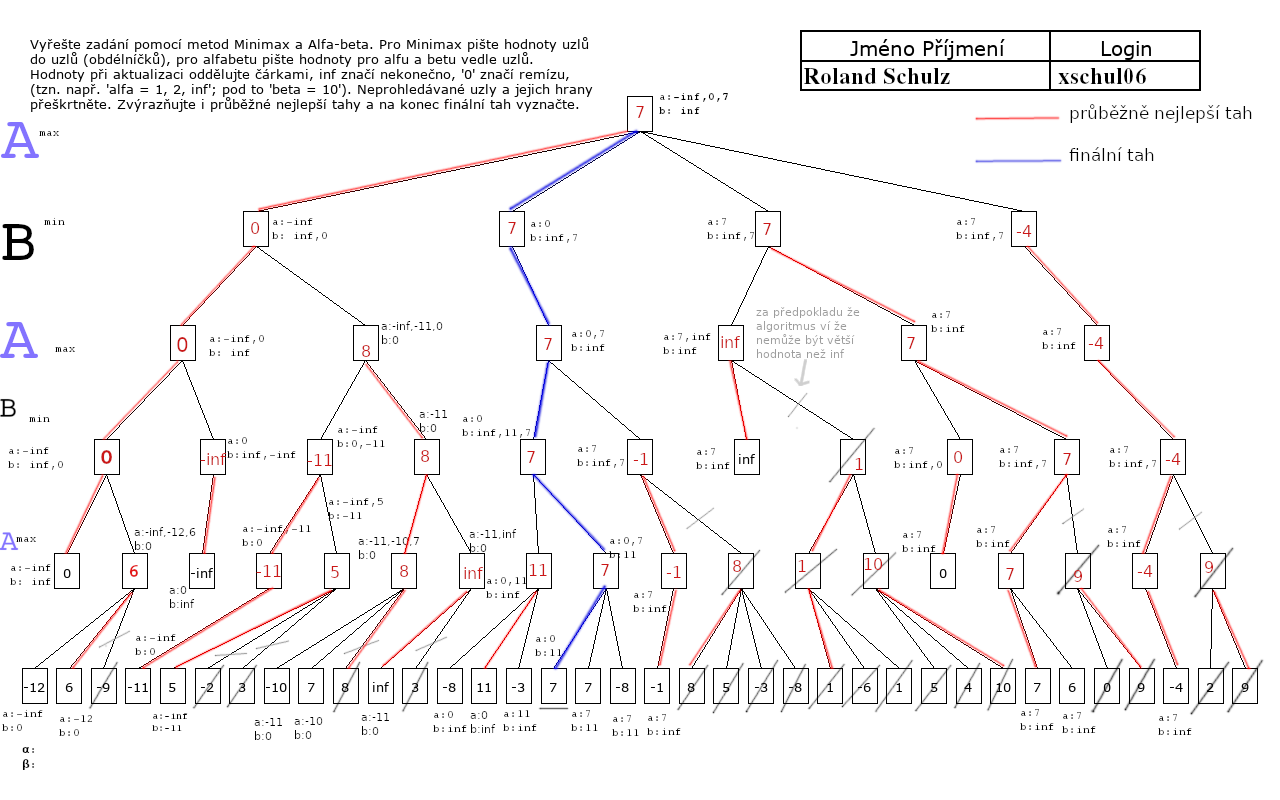 Vyřešte zadání pomocí metod Minimax a Alfa-beta. Pro Minimax pište hodnoty uzlů
do uzlů (obdélníčků), pro alfabetu pište hodnoty pro alfu a betu vedle uzlů.
Hodnoty při aktualizaci oddělujte čárkami, inf značí nekonečno, '0' značí remízu,
(tzn. např. 'alfa = 1, 2, inf'; pod to 'beta = 10'). Neprohledávané uzly a jejich hrany
přeškrtněte. Zvýrazňujte i průběžné nejlepší tahy a na konec finální tah vyznačte.
Jméno Příjmení Login
Roland Schulz xschul06
průběžně nejlepší tah
finální tah
7
a:-inf,0,7
b: inf
A max
B min
0
a:-inf
b: inf,0
7
a:0
b:inf,7
a:7
b:inf,7
7
a:7
b:inf,7
-4
za předpokladu že
algoritmus ví že
nemůže být větší
hodnota než inf
A max
0
a:-inf,0
b: inf
8
a:-inf,-11,0
b:0
7
a:0,7
b:inf
a:7,inf
b:inf
inf
7
a:7
b:inf
a:7
b:inf
-4
B min
a:-inf
b: inf,0
0
-inf
a:0
b:inf,-inf
-11
a:-inf
b:0,-11
8
a:-11
b:0
a:0
b:inf,11,7
7
a:7
b:inf,7
-1
a:7
b:inf
inf
1
a:7
b:inf,0
0
a:7
b:inf,7
7
a:7
b:inf,7
-4
A max
a:-inf
b: inf
0
a:-inf,-12,6
b:0
6
-inf
a:0
b:inf
a:-inf,-11
b:0
-11
a:-inf,5
b:-11
5
a:-11,-10,7
b:0
8
a:-11,inf
b:0
inf
a:0,11
b:inf
11
a:0,7
b:11
7
a:7
b:inf
-1
8
1
10
a:7
b:inf
0
a:7
b:inf
7
9
a:7
b:inf
-4
9
a:-inf
b:0
a:0
b:11
-12 6 -9 -11 5 -2 3 -10 7 8 inf 3 -8 11 -3 7 7 -8 -1 8 5 -3 -8 1 -6 1 5 4 10 7 6 0 9 -4 2 9
a:-inf
b:0
a:-12
b:0
a:-inf
b:-11
a:-11
b:0
a:-10
b:0
a:-11
b:0
a:0
b:inf
a:0
b:inf
a:11
b:inf
a:7
b:11
a:7
b:11
a:7
b:inf
a:7
b:inf
a:7
b:inf
a:7
b:inf
α:
β: